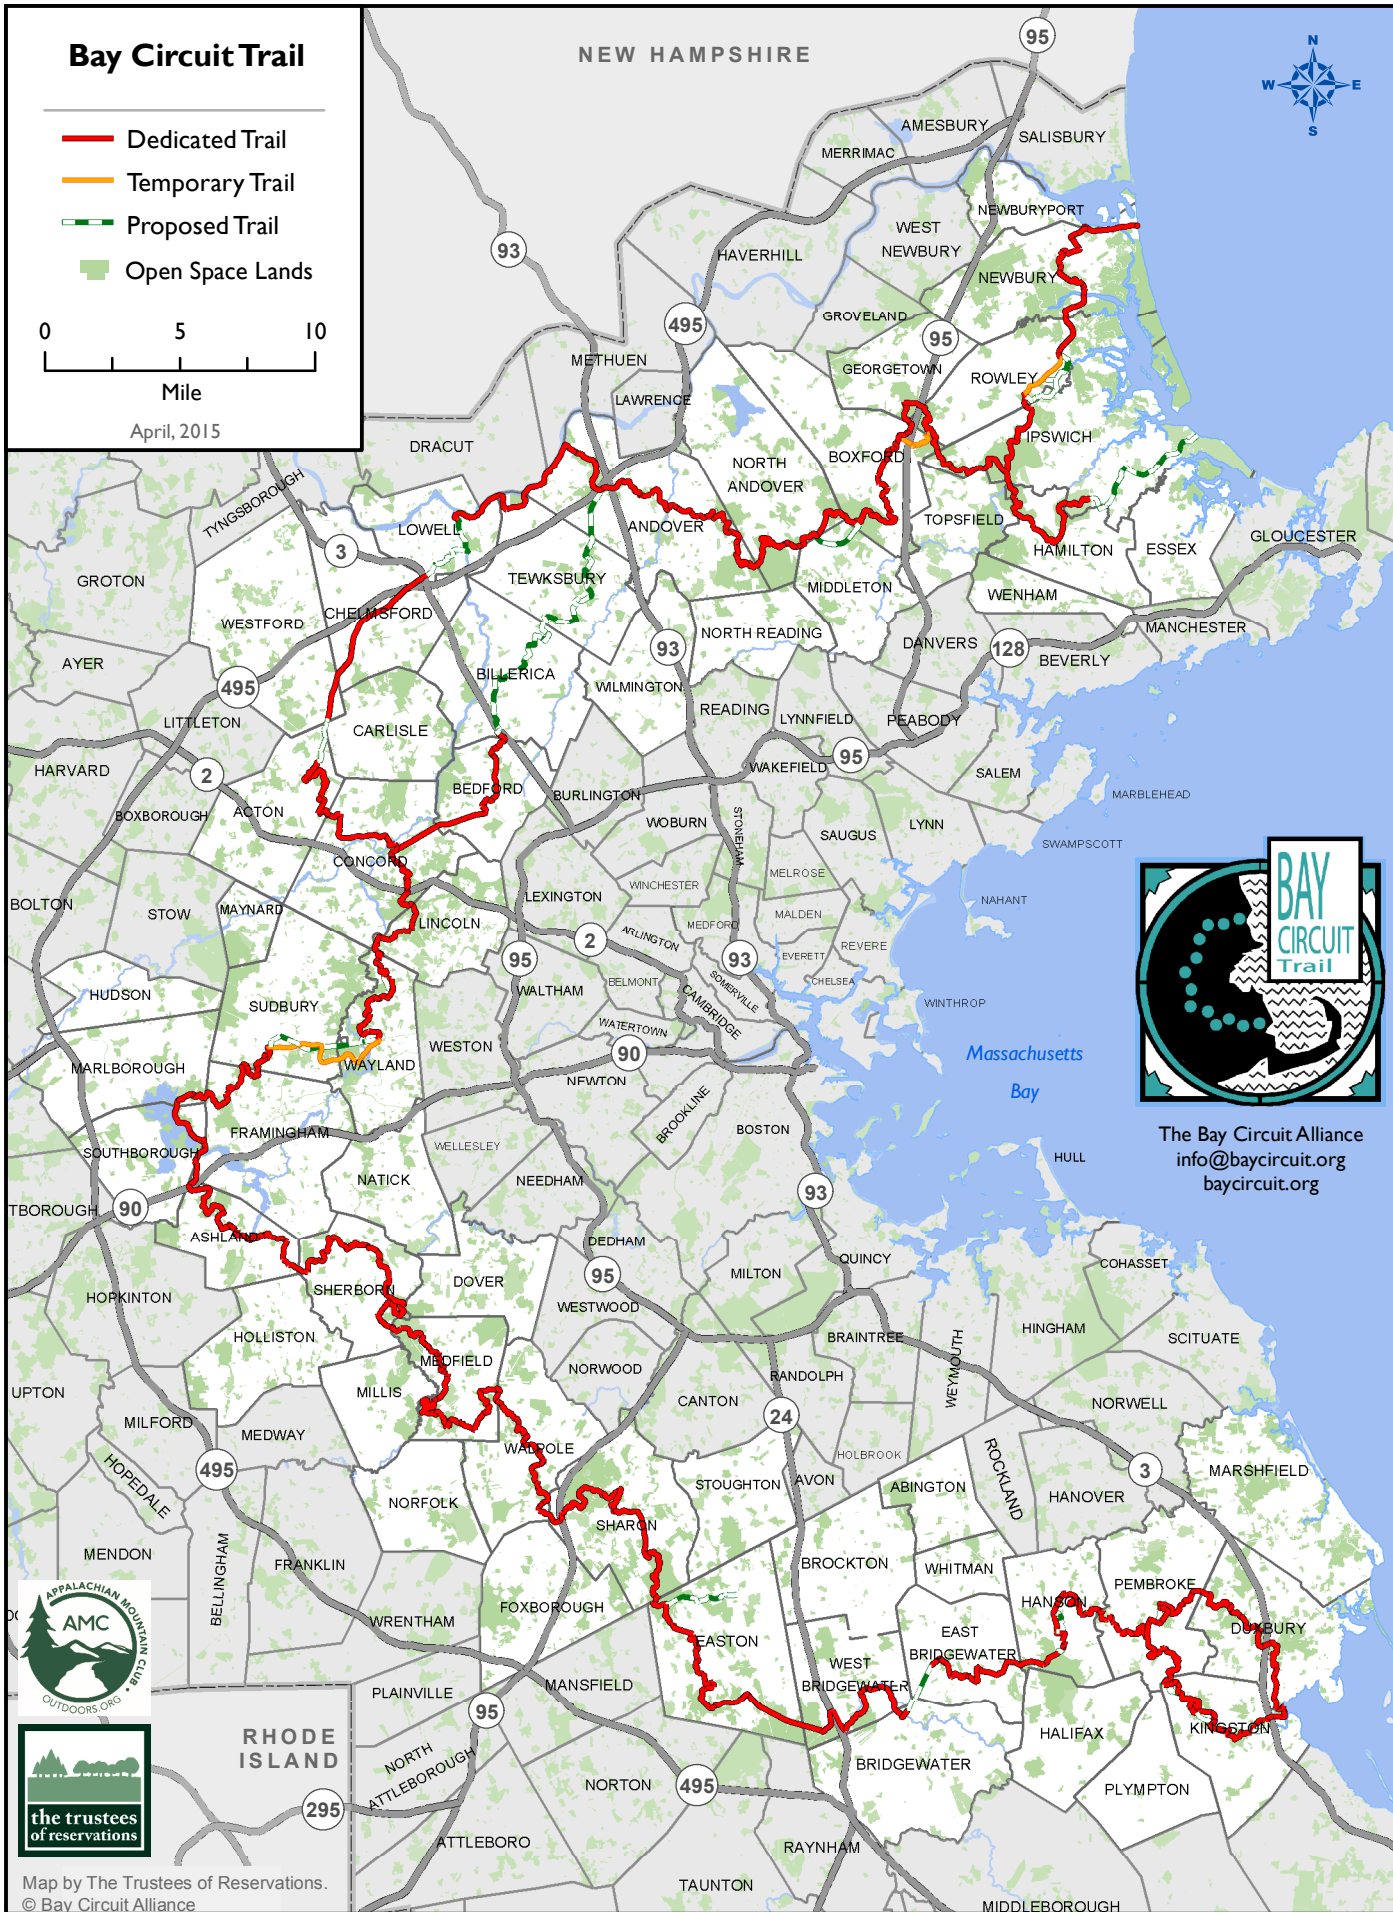 Bay Circuit Trail
Dedicated Trail
Temporary Trail
Proposed Trail
Open Space Lands
0 5 10
Mile
April, 2015
NEW HAMPSHIRE
95
N
W E
S
AMESBURY
SALISBURY
MERRIMAC
NEWBURYPORT
WEST
NEWBURY
93
HAVERHILL
NEWBURY
GROVELAND
495
95
METHUEN
GEORGETOWN
ROWLEY
LAWRENCE
DRACUT
IPSWICH
BOXFORD
NORTH
ANDOVER
TYNGSBOROUGH
LOWELL
ANDOVER
TOPSFIELD
3
HAMILTON
ESSEX
GLOUCESTER
GROTON
TEWKSBURY
MIDDLETON
WENHAM
CHELMSFORD
WESTFORD
NORTH READING
MANCHESTER
DANVERS
128
BEVERLY
AYER
93
BILLERICA
WILMINGTON
495
READING
LYNNFIELD
PEABODY
LITTLETON
CARLISLE
95
WAKEFIELD
HARVARD
2
SALEM
BEDFORD
BURLINGTON
MARBLEHEAD
BOXBOROUGH
ACTON
WOBURN
STONEHAM
SAUGUS
LYNN
SWAMPSCOTT
CONCORD
WINCHESTER
MELROSE
BOLTON
STOW
MAYNARD
LEXINGTON
NAHANT
LINCOLN
MEDFORD
MALDEN
2
ARLINGTON
REVERE
95
93
EVERETT
HUDSON
WALTHAM
BELMONT
SOMERVILLE
CHELSEA
CAMBRIDGE
WINTHROP
SUDBURY
WATERTOWN
WESTON
90
Massachusetts
Bay
MARLBOROUGH
WAYLAND
NEWTON
BROOKLINE
BOSTON
FRAMINGHAM
WELLESLEY
SOUTHBOROUGH
HULL
NATICK
NEEDHAM
93
TBOROUGH
90
ASHLAND
DEDHAM
QUINCY
COHASSET
95
MILTON
DOVER
SHERBORN
HOPKINTON
WESTWOOD
HINGHAM
BRAINTREE
SCITUATE
HOLLISTON
WEYMOUTH
MEDFIELD
NORWOOD
RANDOLPH
UPTON
MILLIS
CANTON
NORWELL
MILFORD
24
MEDWAY
WALPOLE
HOLBROOK
495
ROCKLAND
3
MARSHFIELD
HOPEDALE
STOUGHTON
AVON
ABINGTON
HANOVER
NORFOLK
SHARON
MENDON
BELLINGHAM
FRANKLIN
BROCKTON
WHITMAN
PEMBROKE
WRENTHAM
FOXBOROUGH
HANSON
EASTON
EAST
BRIDGEWATER
DUXBURY
WEST
BRIDGEWATER
PLAINVILLE
MANSFIELD
95
KINGSTON
HALIFAX
RHODE
ISLAND
NORTH
ATTLEBOROUGH
BRIDGEWATER
NORTON
495
PLYMPTON
295
ATTLEBORO
RAYNHAM
TAUNTON
MIDDLEBOROUGH
BAY
CIRCUIT
Trail
The Bay Circuit Alliance
info@baycircuit.org
baycircuit.org
APPALACHIAN MOUNTAIN CLUB
AMC
OUTDOORS.ORG
the trustees
of reservations
Map by The Trustees of Reservations.
© Bay Circuit Alliance